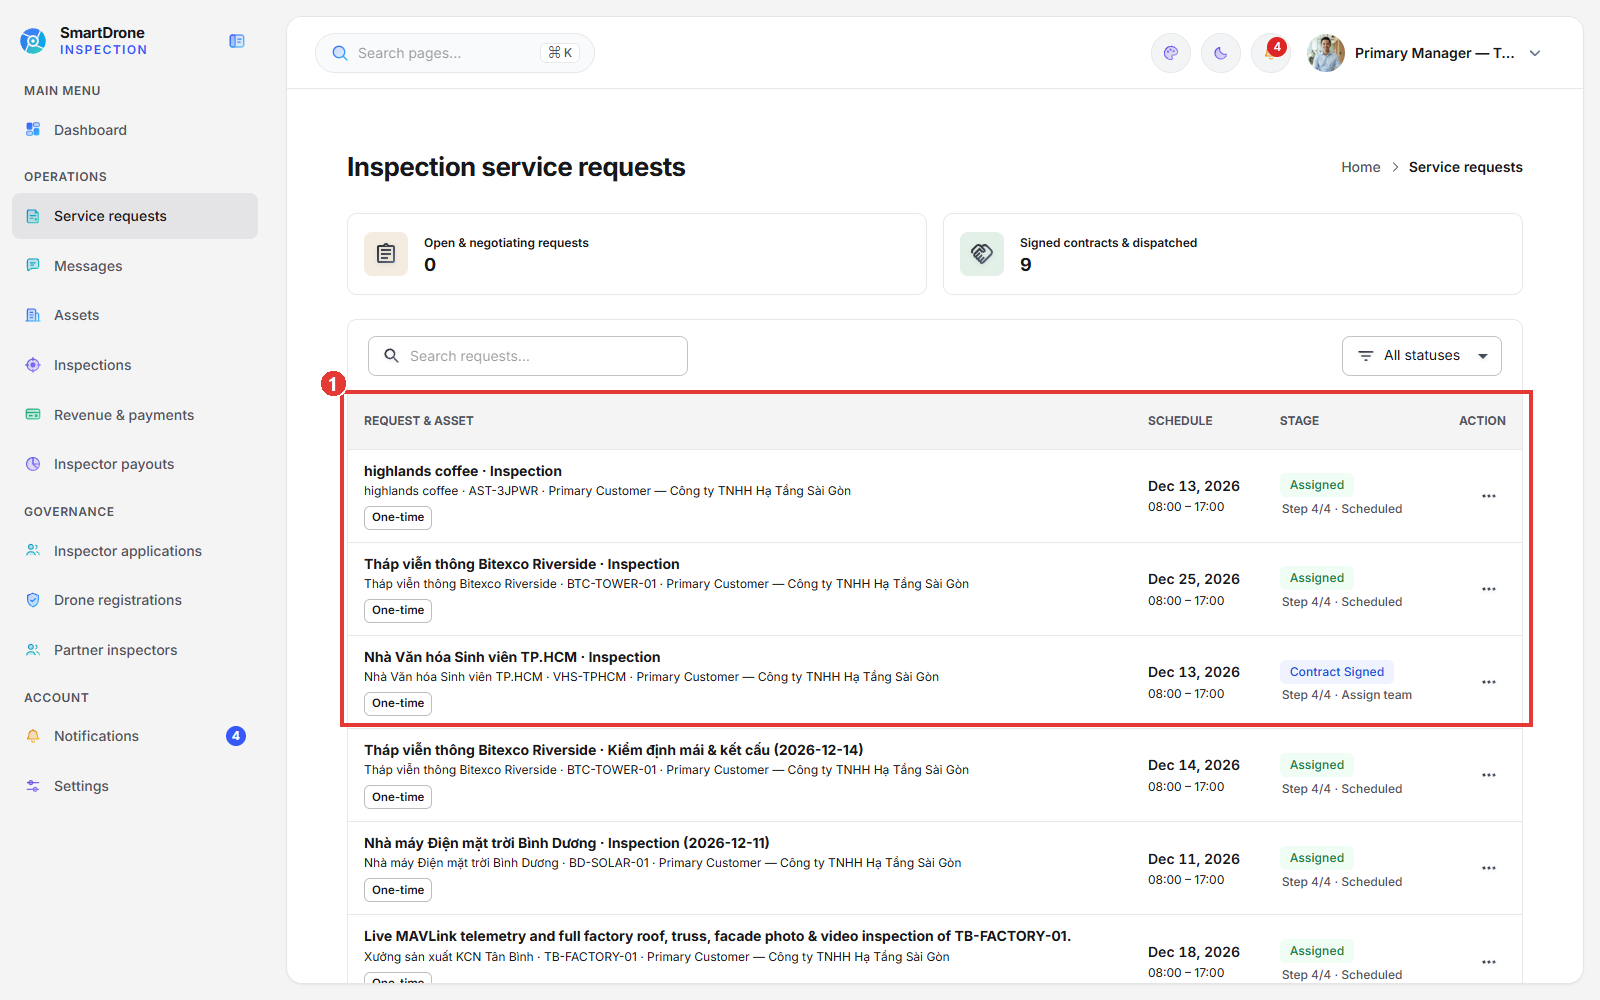 SmartDrone
INSPECTION
MAIN MENU
Dashboard
OPERATIONS
Service requests
Messages
Assets
Inspections
Revenue & payments
Inspector payouts
GOVERNANCE
Inspector applications
Drone registrations
Partner inspectors
ACCOUNT
Notifications
4
Settings
Search pages...
⌘ K
4
Primary Manager — T...
Inspection service requests
Home > Service requests
Open & negotiating requests
0
Signed contracts & dispatched
9
Search requests...
All statuses
1
REQUEST & ASSET SCHEDULE STAGE ACTION
highlands coffee · Inspection
highlands coffee · AST-3JPWR · Primary Customer — Công ty TNHH Hạ Tầng Sài Gòn
One-time
Dec 13, 2026
08:00 – 17:00
Assigned
Step 4/4 · Scheduled
Tháp viễn thông Bitexco Riverside · Inspection
Tháp viễn thông Bitexco Riverside · BTC-TOWER-01 · Primary Customer — Công ty TNHH Hạ Tầng Sài Gòn
One-time
Dec 25, 2026
08:00 – 17:00
Assigned
Step 4/4 · Scheduled
Nhà Văn hóa Sinh viên TP.HCM · Inspection
Nhà Văn hóa Sinh viên TP.HCM · VHS-TPHCM · Primary Customer — Công ty TNHH Hạ Tầng Sài Gòn
One-time
Dec 13, 2026
08:00 – 17:00
Contract Signed
Step 4/4 · Assign team
Tháp viễn thông Bitexco Riverside · Kiểm định mái & kết cấu (2026-12-14)
Tháp viễn thông Bitexco Riverside · BTC-TOWER-01 · Primary Customer — Công ty TNHH Hạ Tầng Sài Gòn
One-time
Dec 14, 2026
08:00 – 17:00
Assigned
Step 4/4 · Scheduled
Nhà máy Điện mặt trời Bình Dương · Inspection (2026-12-11)
Nhà máy Điện mặt trời Bình Dương · BD-SOLAR-01 · Primary Customer — Công ty TNHH Hạ Tầng Sài Gòn
One-time
Dec 11, 2026
08:00 – 17:00
Assigned
Step 4/4 · Scheduled
Live MAVLink telemetry and full factory roof, truss, facade photo & video inspection of TB-FACTORY-01.
Xưởng sản xuất KCN Tân Bình · TB-FACTORY-01 · Primary Customer — Công ty TNHH Hạ Tầng Sài Gòn
One-time
Dec 18, 2026
08:00 – 17:00
Assigned
Step 4/4 · Scheduled